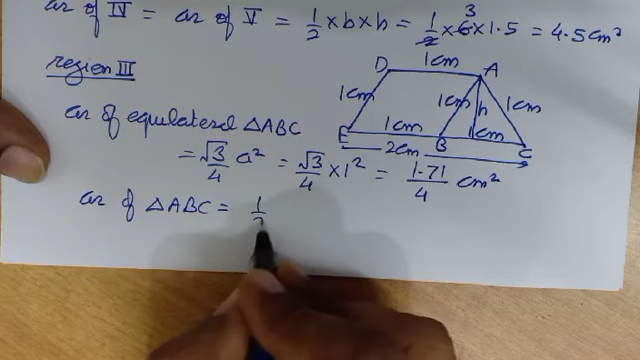 ar of IV = ar of V = 1/2 × b × h = 1/2 × 6 × 1.5 = 4.5 cm²
3
region III
D 1cm A
1cm 1cm h 1cm
ar of equilateral △ABC
E 1cm B 1cm C
2cm
= √3/4 a² = √3/4 × 1² = 1.71/4 cm²
ar of △ABC = 1/2